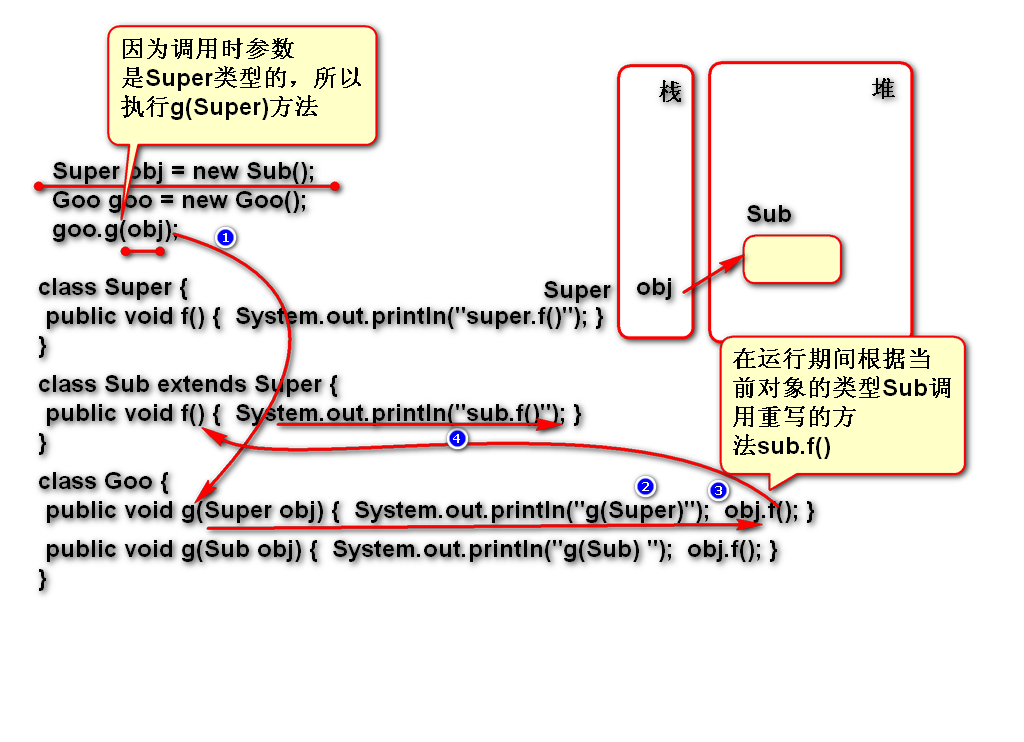 因为调用时参数
是Super类型的，所以
执行g(Super)方法
栈
堆
Super obj = new Sub();
Goo goo = new Goo();
goo.g(obj);
1
Sub
Super
obj
class Super {
public void f() {  System.out.println("super.f()"); }
}
class Sub extends Super {
public void f() {  System.out.println("sub.f()"); }
}
4
在运行期间根据当
前对象的类型Sub调
用重写的方
法sub.f()
class Goo {
2
3
public void g(Super obj) {  System.out.println("g(Super)");  obj.f(); }
public void g(Sub obj) {  System.out.println("g(Sub) ");  obj.f(); }
}